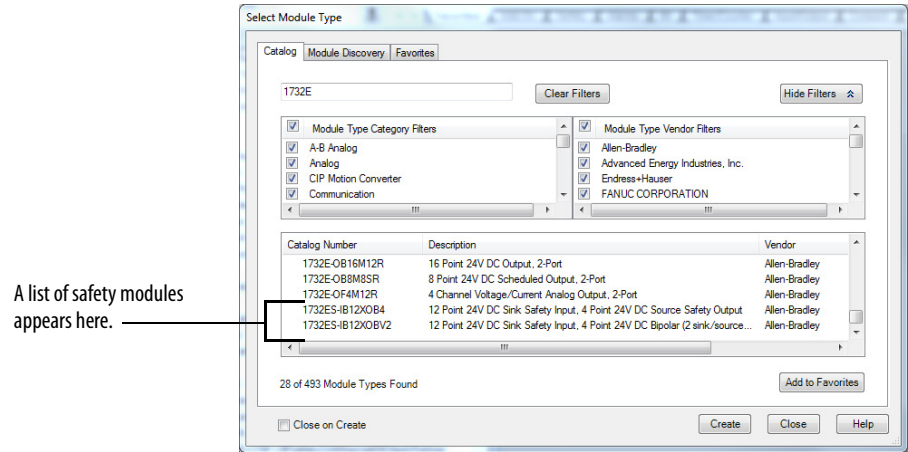 Select Module Type
Catalog Module Discovery Favorites
1732E Clear Filters Hide Filters
Module Type Category Filters
A-B Analog
Analog
CIP Motion Converter
Communication
Module Type Vendor Filters
Allen-Bradley
Advanced Energy Industries, Inc.
Endress+Hauser
FANUC CORPORATION
Catalog Number Description Vendor
1732E-OB16M12R 16 Point 24V DC Output, 2-Port Allen-Bradley
1732E-OB8M8SR 8 Point 24V DC Scheduled Output, 2-Port Allen-Bradley
1732E-OF4M12R 4 Channel Voltage/Current Analog Output, 2-Port Allen-Bradley
1732ES-IB12XOB4 12 Point 24V DC Sink Safety Input, 4 Point 24V DC Source Safety Output Allen-Bradley
1732ES-IB12XOBV2 12 Point 24V DC Sink Safety Input, 4 Point 24V DC Bipolar (2 sink/source... Allen-Bradley
A list of safety modules
appears here.
28 of 493 Module Types Found Add to Favorites
Close on Create Create Close Help